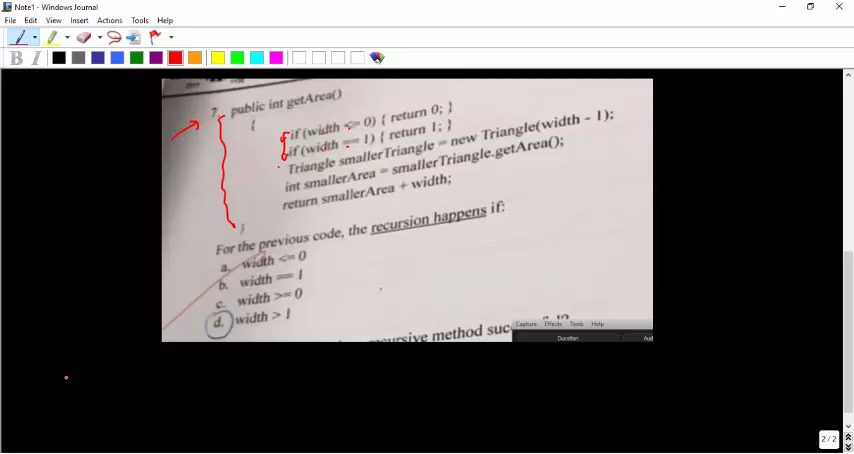 Note1 - Windows Journal
File Edit View Insert Actions Tools Help
B I
7. public int getArea()
{
if (width <= 0) { return 0; }
if (width == 1) { return 1; }
Triangle smallerTriangle = new Triangle(width - 1);
int smallerArea = smallerTriangle.getArea();
return smallerArea + width;
}
For the previous code, the recursion happens if:
a. width <= 0
b. width == 1
c. width >= 0
d. width > 1
recursive method
Capture Effects Tools Help
Duration
2 / 2